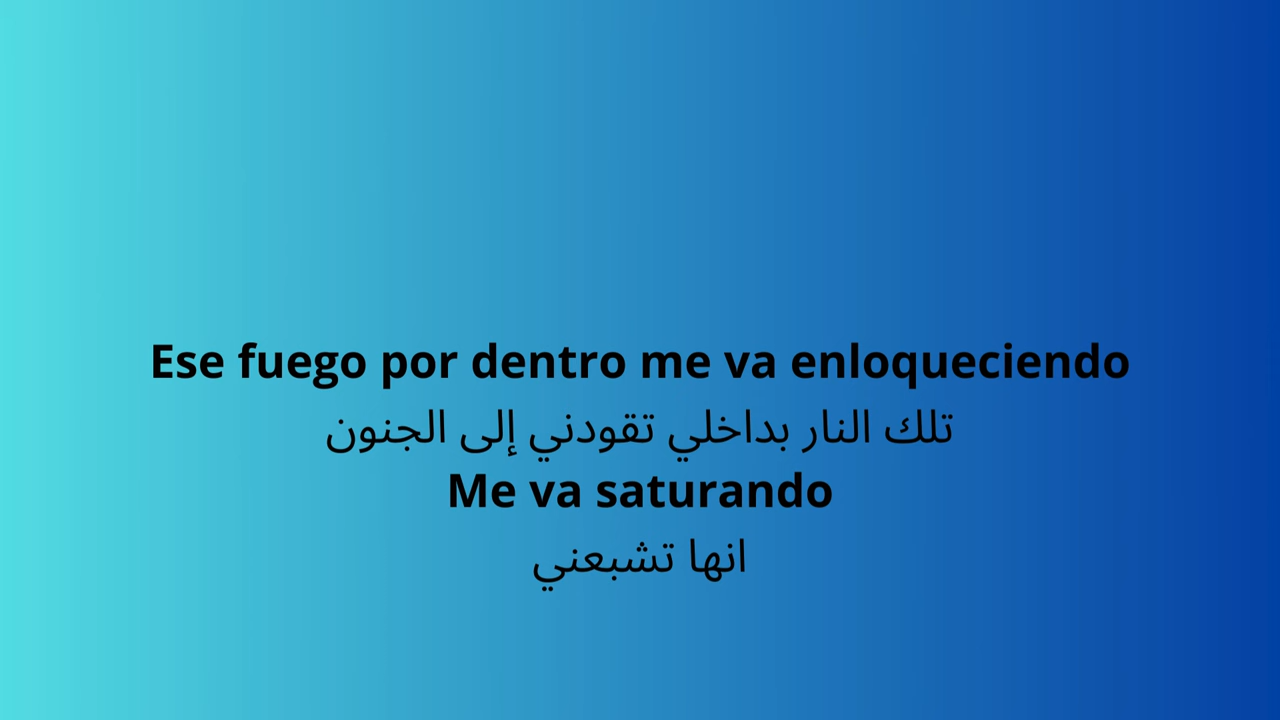 Ese fuego por dentro me va enloqueciendo
تلك النار بداخلي تقودني إلى الجنون
Me va saturando
انها تشبعني